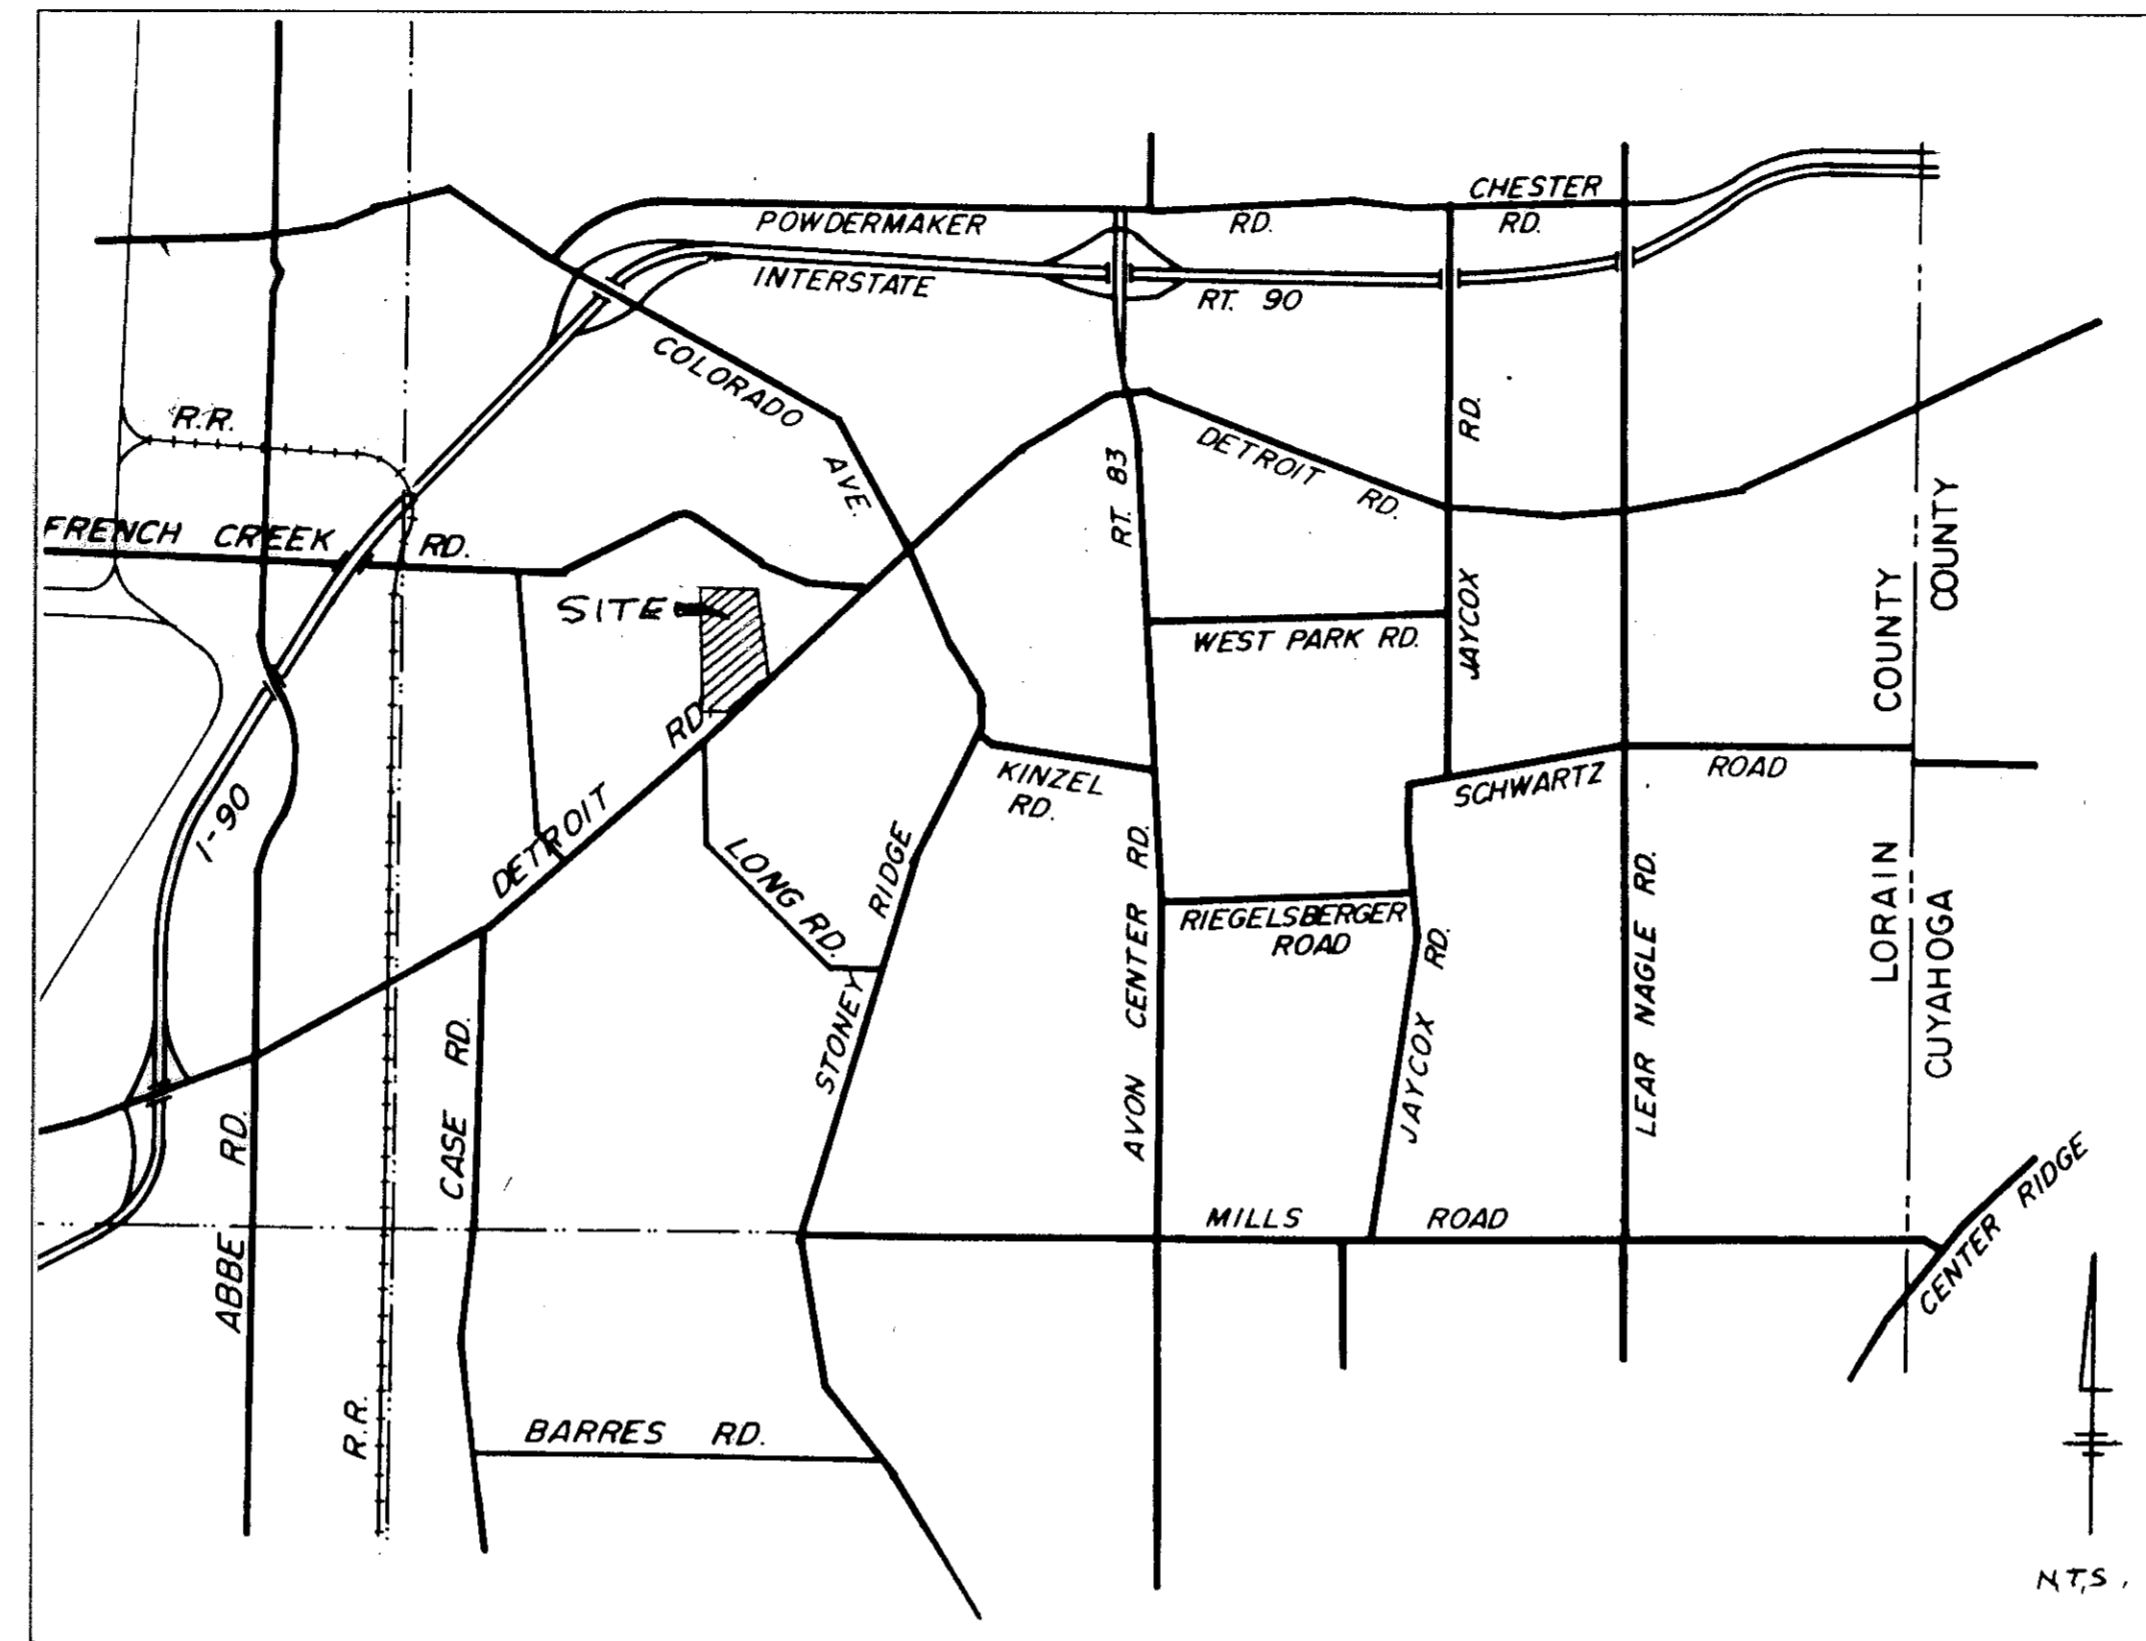 CHESTER
RD.
POWDERMAKER
RD.
INTERSTATE
RT. 90
COLORADO
AVE.
R.R.
DETROIT
RD.
RT. 83
RD.
JAYCOX
FRENCH CREEK RD.
SITE
WEST PARK RD.
COUNTY
COUNTY
DETROIT
RD.
KINZEL
RD.
SCHWARTZ
ROAD
I-90
LONG RD.
STONEY
RIDGE
AVON CENTER RD.
RIEGELSBERGER
ROAD
JAYCOX
RD.
LEAR NAGLE RD.
LORAIN
CUYAHOGA
CASE RD.
ABBE RD.
MILLS ROAD
CENTER RIDGE
R.R.
BARRES RD.
N.T.S.